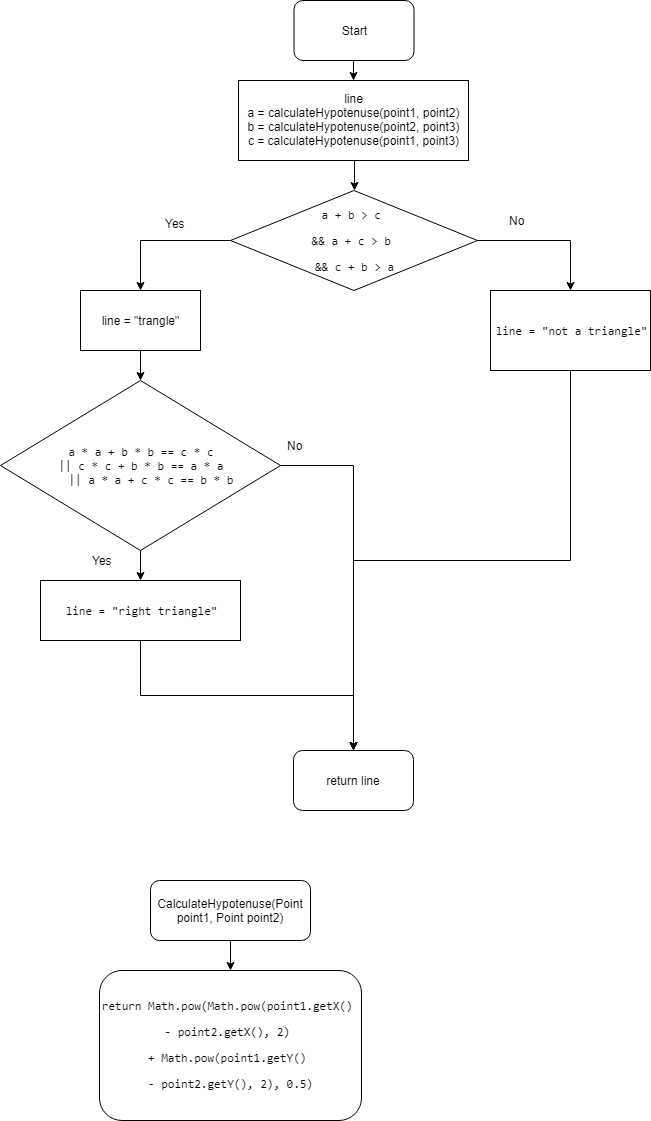 Start
line
a = calculateHypotenuse(point1, point2)
b = calculateHypotenuse(point2, point3)
c = calculateHypotenuse(point1, point3)
a + b > c
&& a + c > b
&& c + b > a
Yes
No
line = "trangle"
line = "not a triangle"
a * a + b * b == c * c
|| c * c + b * b == a * a
|| a * a + c * c == b * b
No
Yes
line = "right triangle"
return line
CalculateHypotenuse(Point
point1, Point point2)
return Math.pow(Math.pow(point1.getX()
- point2.getX(), 2)
+ Math.pow(point1.getY()
- point2.getY(), 2), 0.5)